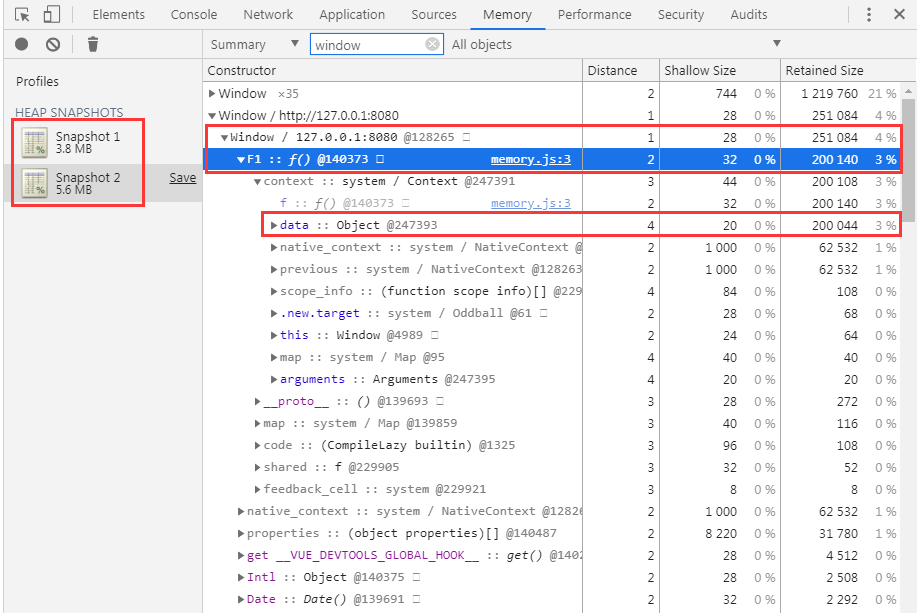 Elements Console Network Application Sources Memory Performance Security Audits
Summary ▼ window All objects ▼
Profiles
HEAP SNAPSHOTS
Snapshot 1
3.8 MB
Snapshot 2
5.6 MB
Save
Constructor Distance Shallow Size Retained Size
▶Window ×35 2 744 0 % 1 219 760 21 %
▼Window / http://127.0.0.1:8080 1 28 0 % 251 084 4 %
▼Window / 127.0.0.1:8080 @128265 □ 1 28 0 % 251 084 4 %
▼F1 :: f() @140373 □ memory.js:3 2 32 0 % 200 140 3 %
▼context :: system / Context @247391 3 44 0 % 200 108 3 %
f :: f() @140373 □ memory.js:3 2 32 0 % 200 140 3 %
▶data :: Object @247393 4 20 0 % 200 044 3 %
▶native_context :: system / NativeContext @ 2 1 000 0 % 62 532 1 %
▶previous :: system / NativeContext @128263 2 1 000 0 % 62 532 1 %
▶scope_info :: (function scope info)[] @229 4 84 0 % 108 0 %
▶.new.target :: system / Oddball @61 □ 2 28 0 % 68 0 %
▶this :: Window @4989 □ 2 24 0 % 64 0 %
▶map :: system / Map @95 4 40 0 % 40 0 %
▶arguments :: Arguments @247395 4 20 0 % 20 0 %
▶__proto__ :: () @139693 □ 3 28 0 % 272 0 %
▶map :: system / Map @139859 3 40 0 % 116 0 %
▶code :: (CompileLazy builtin) @1325 3 96 0 % 108 0 %
▶shared :: f @229905 3 32 0 % 52 0 %
▶feedback_cell :: system @229921 3 8 0 % 8 0 %
▶native_context :: system / NativeContext @12826 2 1 000 0 % 62 532 1 %
▶properties :: (object properties)[] @140487 2 8 220 0 % 31 780 1 %
▶get __VUE_DEVTOOLS_GLOBAL_HOOK__ :: get() @1402 2 28 0 % 4 512 0 %
▶Intl :: Object @140375 □ 2 28 0 % 2 508 0 %
▶Date :: Date() @139691 □ 2 32 0 % 2 292 0 %